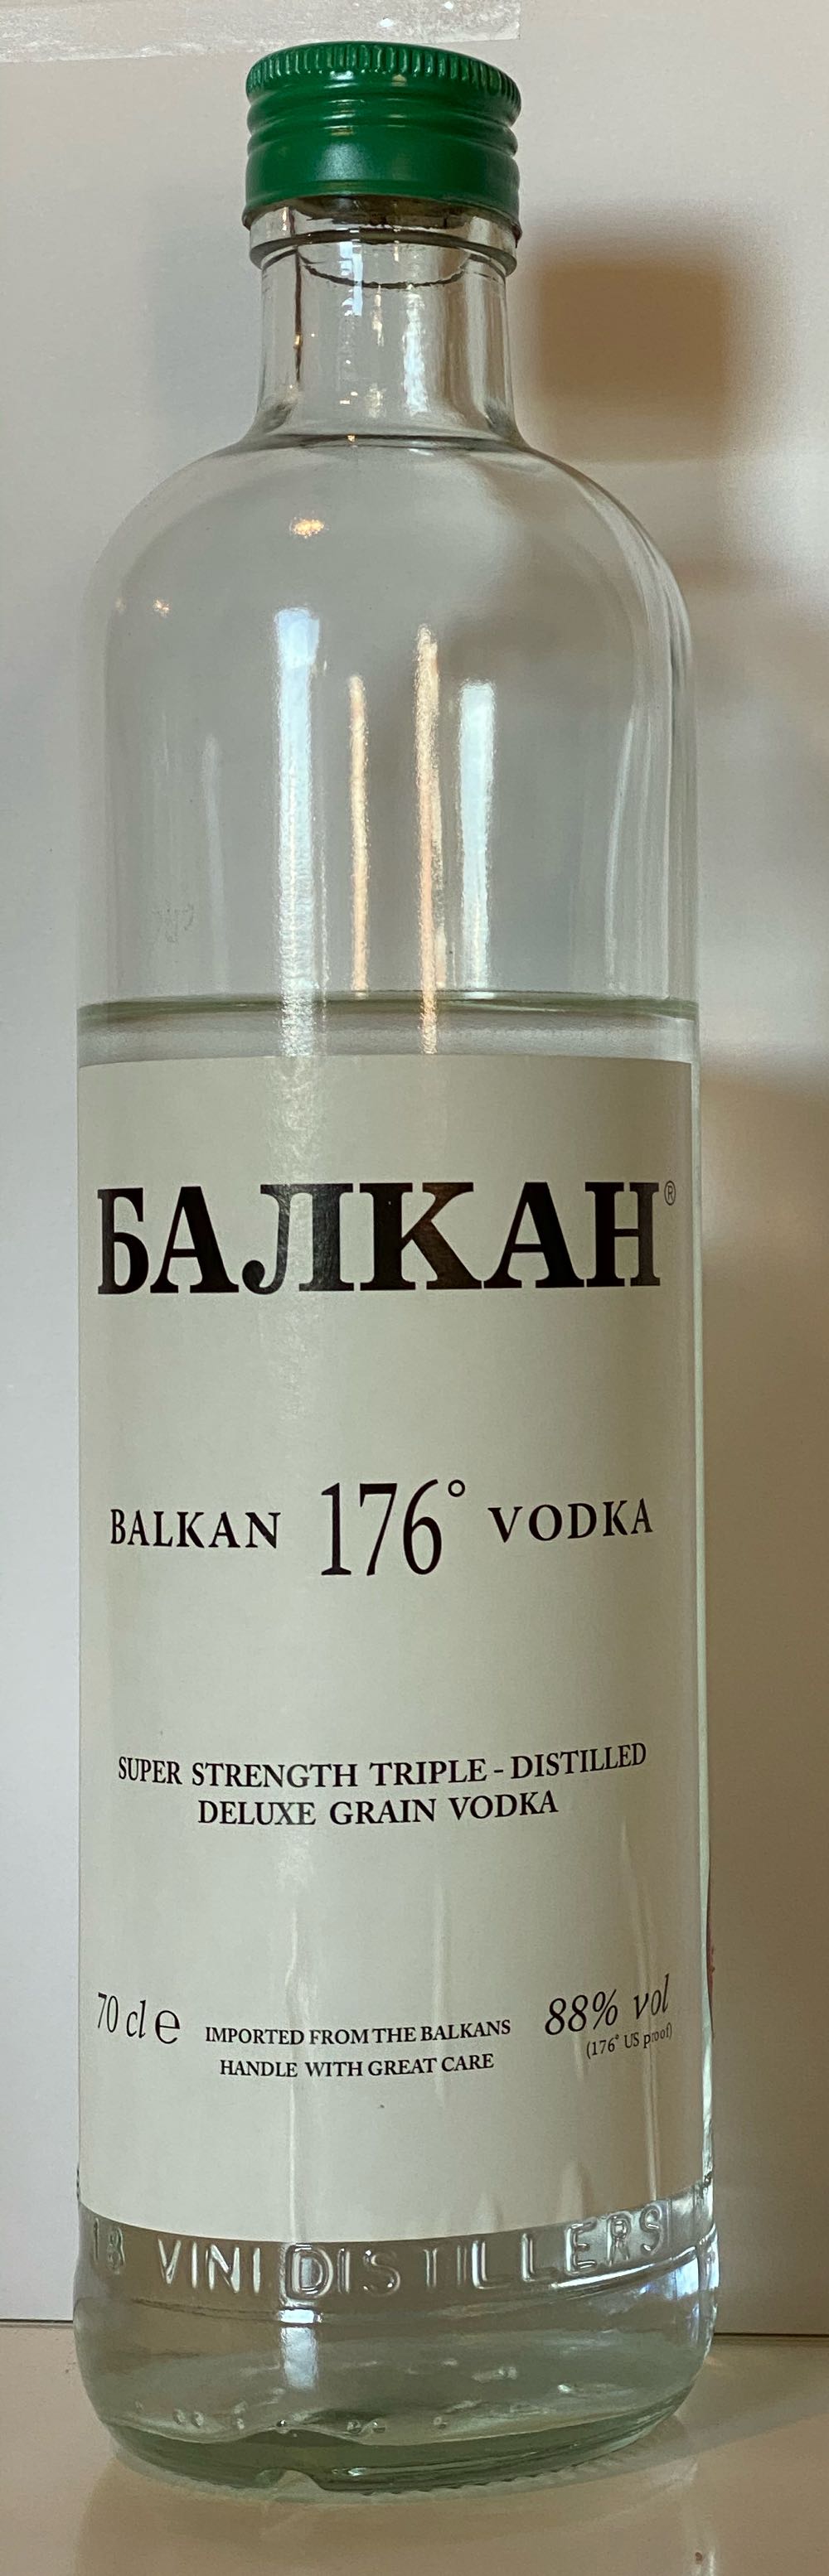 БАЛКАН®
BALKAN 176° VODKA
SUPER STRENGTH TRIPLE-DISTILLED
DELUXE GRAIN VODKA
70 cl e
IMPORTED FROM THE BALKANS
HANDLE WITH GREAT CARE
88% vol
(176° US proof)
VINI DISTILLERS